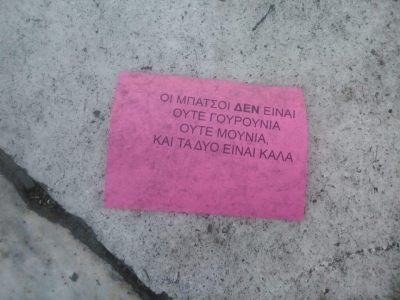 ΟΙ ΜΠΑΤΣΟΙ ΔΕΝ ΕΙΝΑΙ
ΟΥΤΕ ΓΟΥΡΟΥΝΙΑ
ΟΥΤΕ ΜΟΥΝΙΑ,
ΚΑΙ ΤΑ ΔΥΟ ΕΙΝΑΙ ΚΑΛΑ